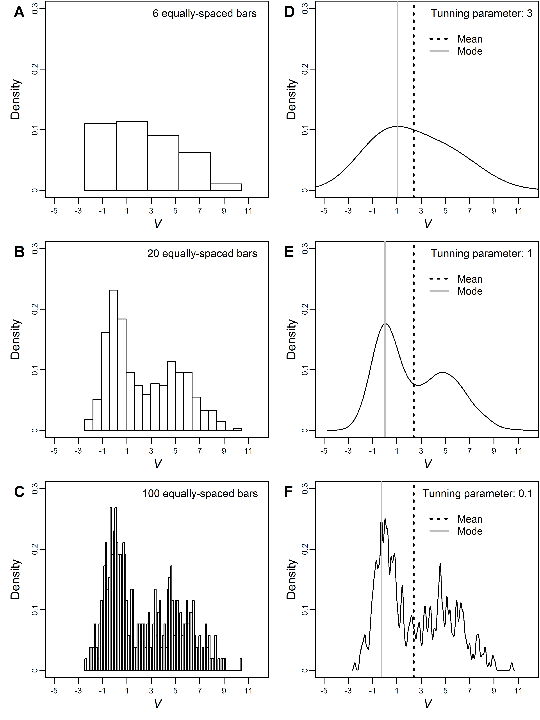 A
6 equally-spaced bars
Density
0.3
0.2
0.1
0
-5 -3 -1 1 3 5 7 9 11
V
D
Tunning parameter: 3
Mean
Mode
Density
0.3
0.2
0.1
0
-5 -3 -1 1 3 5 7 9 11
V
B
20 equally-spaced bars
Density
0.3
0.2
0.1
0
-5 -3 -1 1 3 5 7 9 11
V
E
Tunning parameter: 1
Mean
Mode
Density
0.3
0.2
0.1
0
-5 -3 -1 1 3 5 7 9 11
V
C
100 equally-spaced bars
Density
0.3
0.2
0.1
0
-5 -3 -1 1 3 5 7 9 11
V
F
Tunning parameter: 0.1
Mean
Mode
Density
0.3
0.2
0.1
0
-5 -3 -1 1 3 5 7 9 11
V